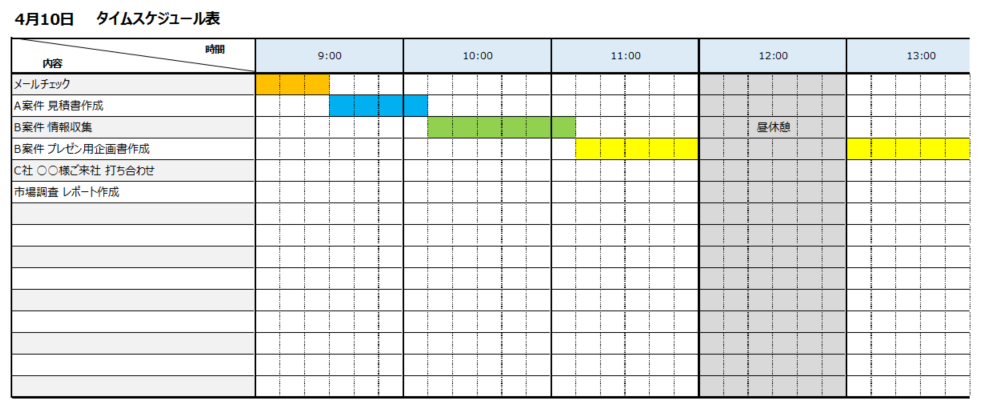 4月10日 タイムスケジュール表
時間
内容
9:00 10:00 11:00 12:00 13:00
メールチェック
A案件 見積書作成
B案件 情報収集 昼休憩
B案件 プレゼン用企画書作成
C社 〇〇様ご来社 打ち合わせ
市場調査 レポート作成